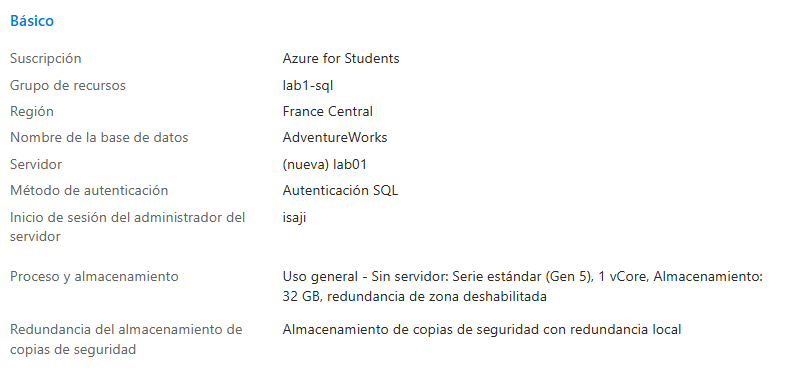 Básico
Suscripción Azure for Students
Grupo de recursos lab1-sql
Región France Central
Nombre de la base de datos AdventureWorks
Servidor (nueva) lab01
Método de autenticación Autenticación SQL
Inicio de sesión del administrador del isaji
servidor
Proceso y almacenamiento Uso general - Sin servidor: Serie estándar (Gen 5), 1 vCore, Almacenamiento:
32 GB, redundancia de zona deshabilitada
Redundancia del almacenamiento de Almacenamiento de copias de seguridad con redundancia local
copias de seguridad